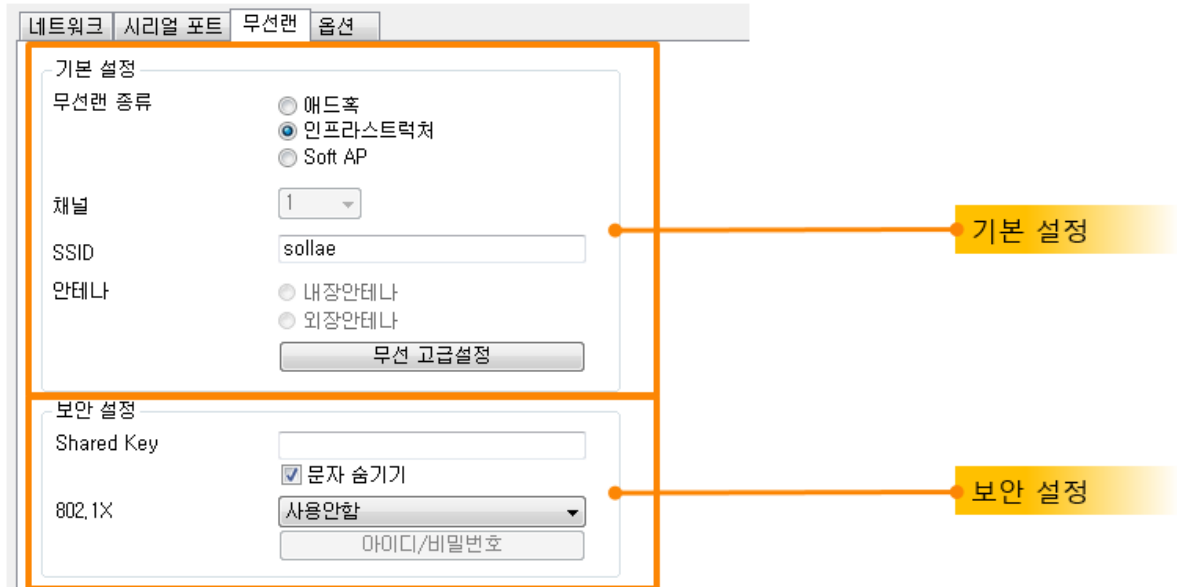 네트워크 시리얼 포트 무선랜 옵션
기본 설정
무선랜 종류
애드혹
인프라스트럭처
Soft AP
채널 1
SSID sollae
안테나 내장안테나
외장안테나
무선 고급설정
기본 설정
보안 설정
Shared Key
문자 숨기기
802.1X 사용안함
아이디/비밀번호
보안 설정